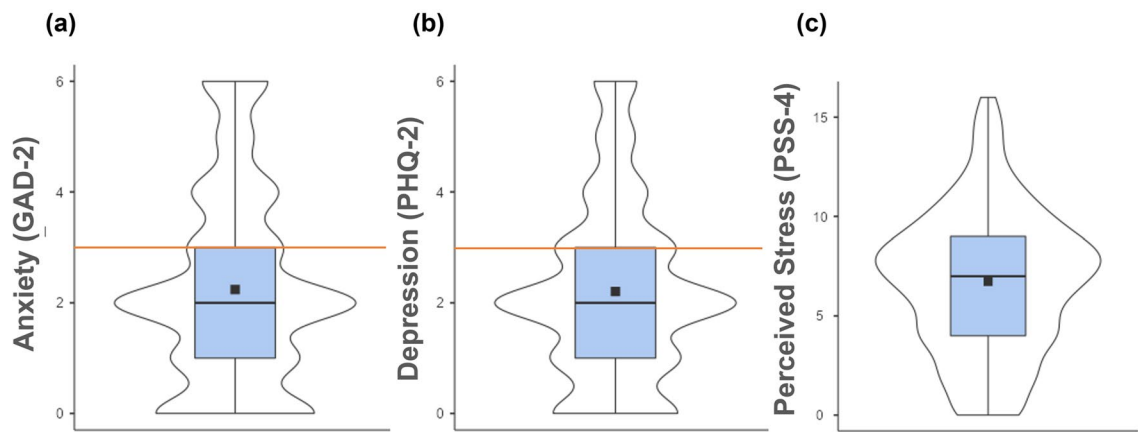 (a)
(b)
(c)
Anxiety (_GAD-2)
6
4
2
0
Depression (PHQ-2)
6
4
2
0
Perceived Stress (PSS-4)
15
10
5
0